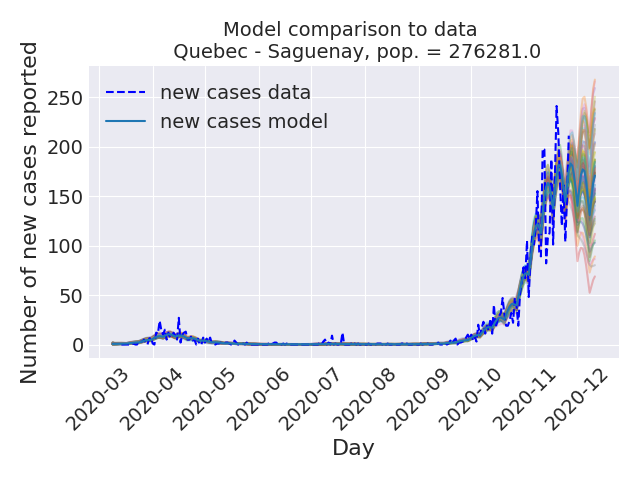 Model comparison to data
Quebec - Saguenay, pop. = 276281.0
new cases data
new cases model
Number of new cases reported
250
200
150
100
50
0
2020-03
2020-04
2020-05
2020-06
2020-07
2020-08
2020-09
2020-10
2020-11
2020-12
Day